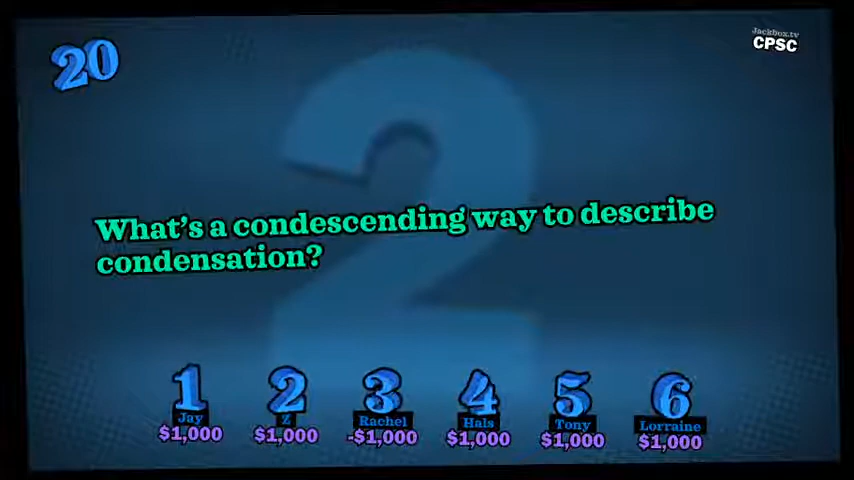 20
Jackbox.tv
CPSC
2
What's a condescending way to describe
condensation?
1 2 3 4 5 6
Jay Z Rachel Hals Tony Lorraine
$1,000 $1,000 -$1,000 $1,000 $1,000 $1,000